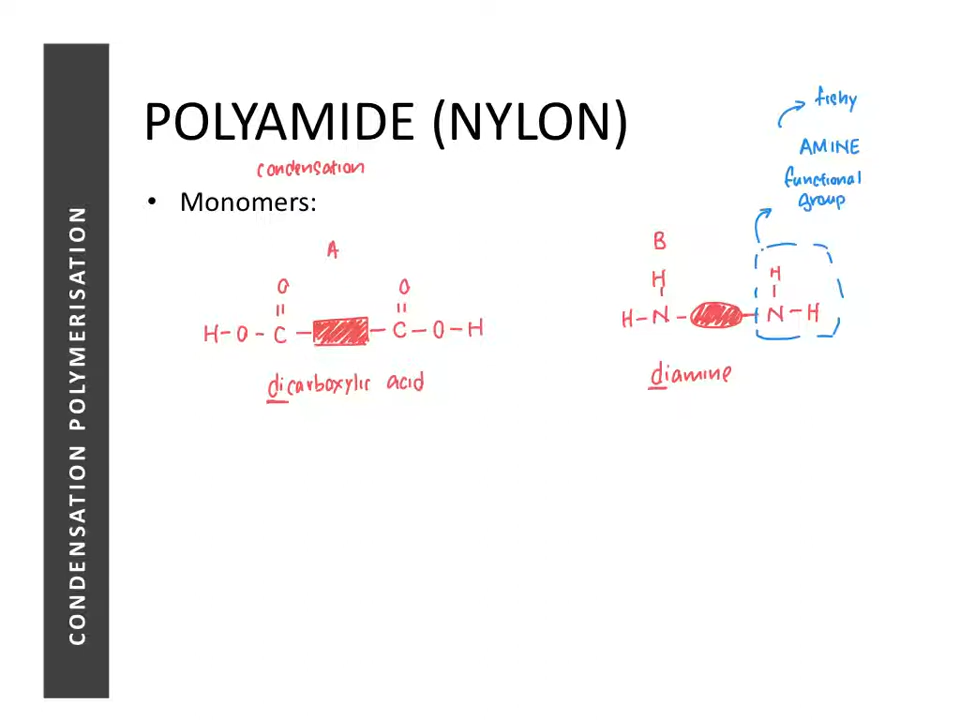 CONDENSATION POLYMERISATION
POLYAMIDE (NYLON)
condensation
• Monomers:
fishy
AMINE
functional
group
A
O O
|| ||
H-O-C- -C-O-H
dicarboxylic acid
B
H H
| |
H-N- -N-H
diamine